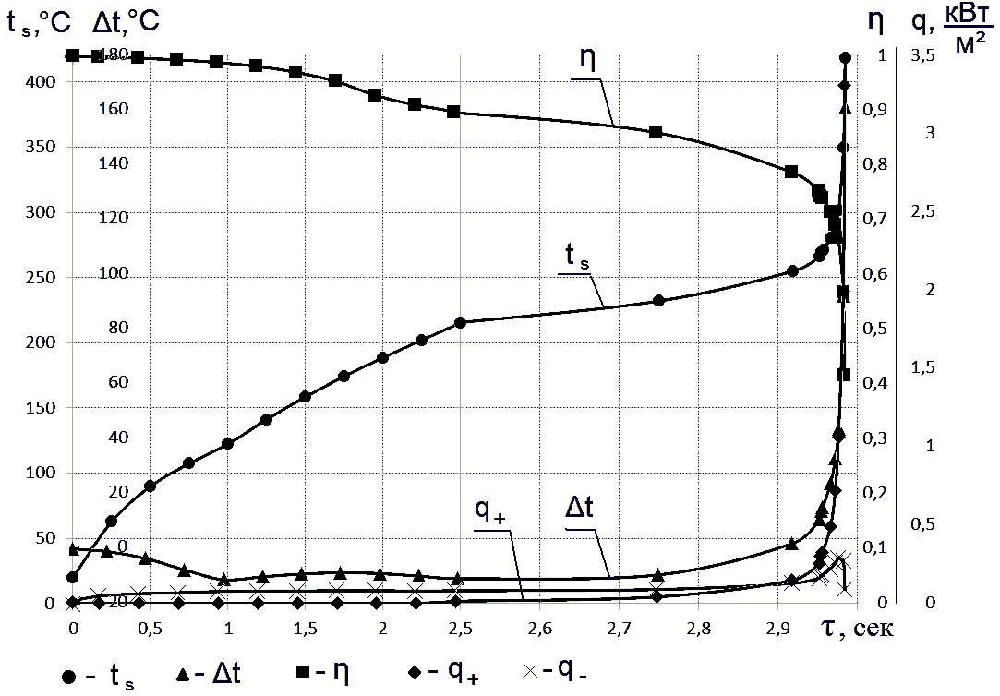 t s,°C Δt,°C η q, кВт/м²
180 1 3,5
400 160 0,9 3
350 140 0,8
300 120 0,7 2,5
250 100 0,6 2
200 80 0,5
150 60 0,4 1,5
100 40 0,3 1
50 20 0,2 0,5
0 0 0,1
20 0 0
η
t s
q+ Δt
0 0,5 1 1,5 2 2,5 2,6 2,7 2,8 2,9 τ, сек
- t s - Δt - η - q+ - q-